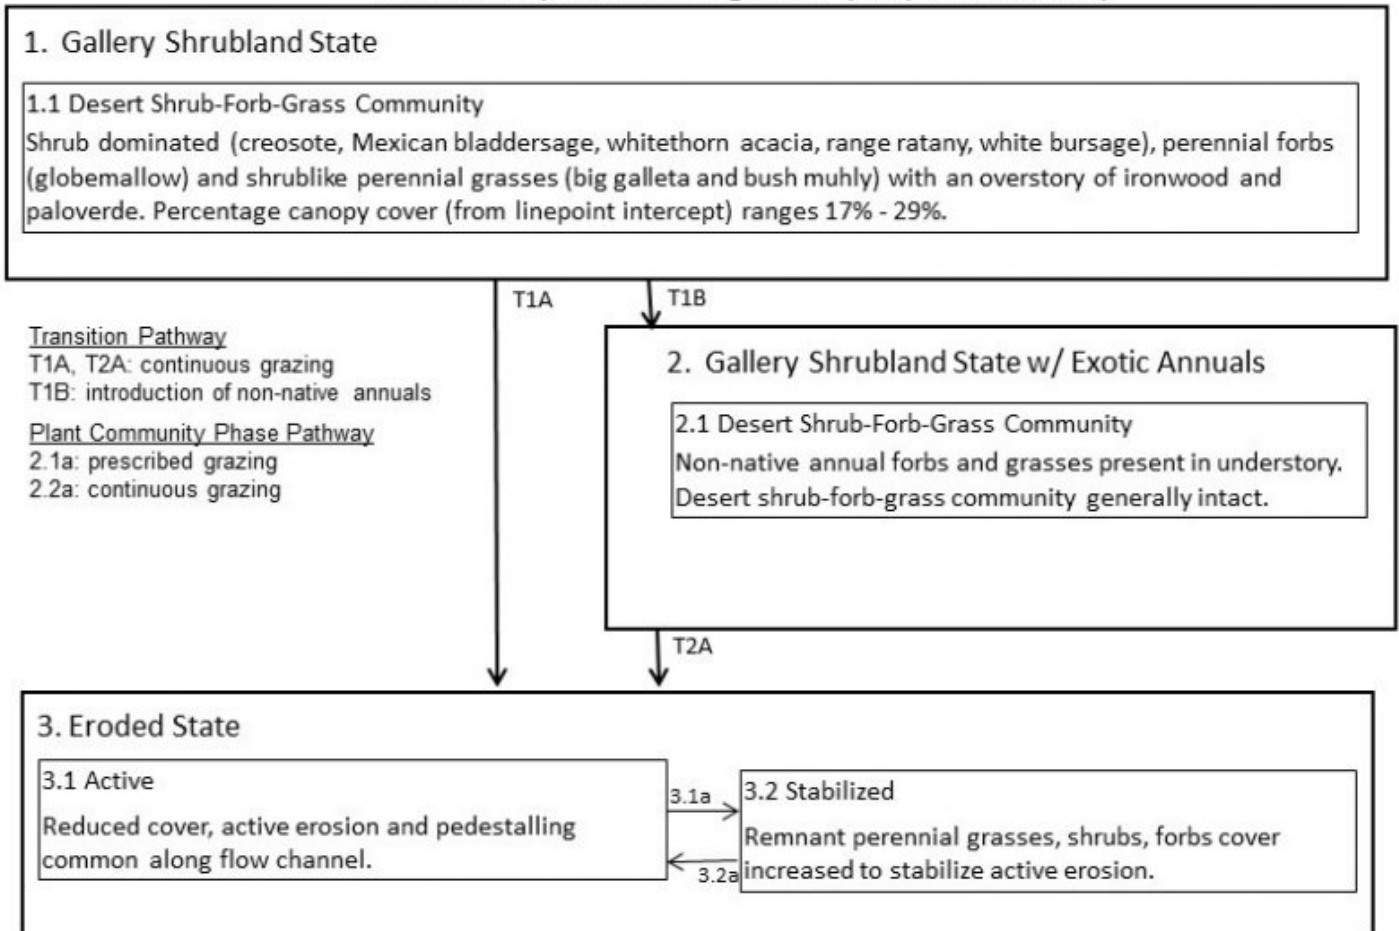 1. Gallery Shrubland State
1.1 Desert Shrub-Forb-Grass Community
Shrub dominated (creosote, Mexican bladdersage, whitethorn acacia, range ratany, white bursage), perennial forbs
(globemallow) and shrublike perennial grasses (big galleta and bush muhly) with an overstory of ironwood and
paloverde. Percentage canopy cover (from linepoint intercept) ranges 17% - 29%.
T1A
T1B
Transition Pathway
T1A, T2A: continuous grazing
T1B: introduction of non-native annuals
Plant Community Phase Pathway
2.1a: prescribed grazing
2.2a: continuous grazing
2. Gallery Shrubland State w/ Exotic Annuals
2.1 Desert Shrub-Forb-Grass Community
Non-native annual forbs and grasses present in understory.
Desert shrub-forb-grass community generally intact.
T2A
3. Eroded State
3.1 Active
Reduced cover, active erosion and pedestalling
common along flow channel.
3.1a
3.2a
3.2 Stabilized
Remnant perennial grasses, shrubs, forbs cover
increased to stabilize active erosion.